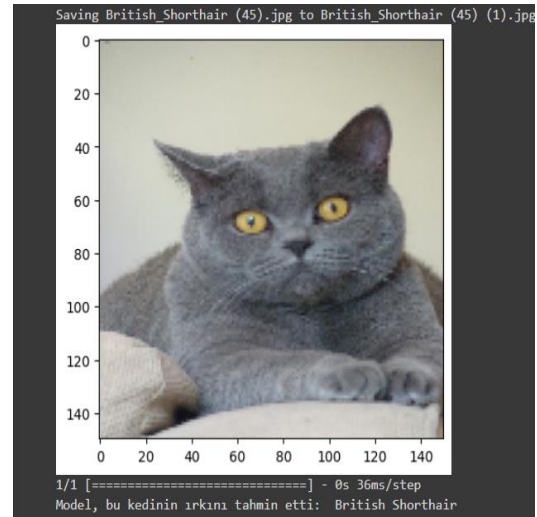 Saving British_Shorthair (45).jpg to British_Shorthair (45) (1).jpg
0
20
40
60
80
100
120
140
0 20 40 60 80 100 120 140
1/1 [==============================] - 0s 36ms/step
Model, bu kedinin ırkını tahmin etti:  British Shorthair